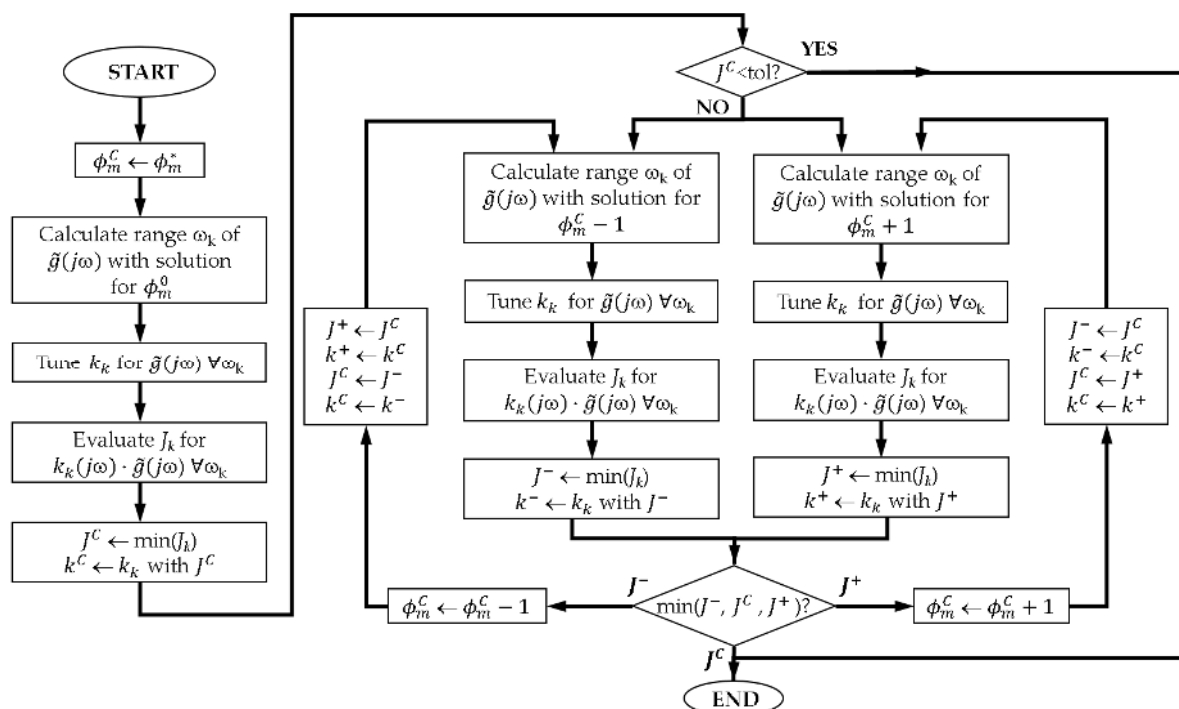 START
ϕ_m^C ← ϕ_m^*
Calculate range ω_k of
g̃(jω) with solution
for ϕ_m^0
Tune k_k for g̃(jω) ∀ω_k
Evaluate J_k for
k_k(jω) · g̃(jω) ∀ω_k
J^C ← min(J_k)
k^C ← k_k with J^C
J^C<tol?
YES
NO
Calculate range ω_k of
g̃(jω) with solution for
ϕ_m^C − 1
Tune k_k for g̃(jω) ∀ω_k
Evaluate J_k for
k_k(jω) · g̃(jω) ∀ω_k
J^− ← min(J_k)
k^− ← k_k with J^−
Calculate range ω_k of
g̃(jω) with solution for
ϕ_m^C + 1
Tune k_k for g̃(jω) ∀ω_k
Evaluate J_k for
k_k(jω) · g̃(jω) ∀ω_k
J^+ ← min(J_k)
k^+ ← k_k with J^+
J^+ ← J^C
k^+ ← k^C
J^C ← J^−
k^C ← k^−
J^− ← J^C
k^− ← k^C
J^C ← J^+
k^C ← k^+
ϕ_m^C ← ϕ_m^C − 1
J^−
min(J^−, J^C, J^+)?
J^+
ϕ_m^C ← ϕ_m^C + 1
J^C
END